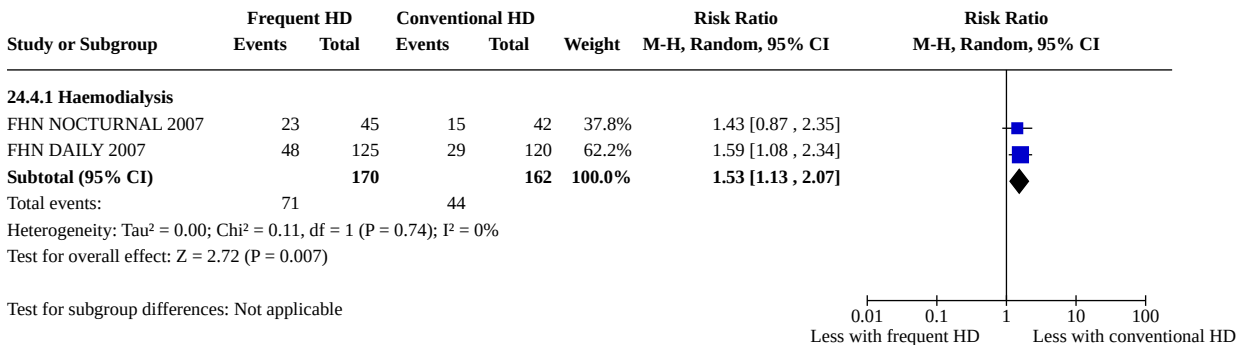 Frequent HD Conventional HD Risk Ratio Risk Ratio
Study or Subgroup Events Total Events Total Weight M-H, Random, 95% CI M-H, Random, 95% CI
24.4.1 Haemodialysis
FHN NOCTURNAL 2007 23 45 15 42 37.8% 1.43 [0.87 , 2.35]
FHN DAILY 2007 48 125 29 120 62.2% 1.59 [1.08 , 2.34]
Subtotal (95% CI) 170 162 100.0% 1.53 [1.13 , 2.07]
Total events: 71 44
Heterogeneity: Tau² = 0.00; Chi² = 0.11, df = 1 (P = 0.74); I² = 0%
Test for overall effect: Z = 2.72 (P = 0.007)
Test for subgroup differences: Not applicable
0.01 0.1 1 10 100
Less with frequent HD Less with conventional HD